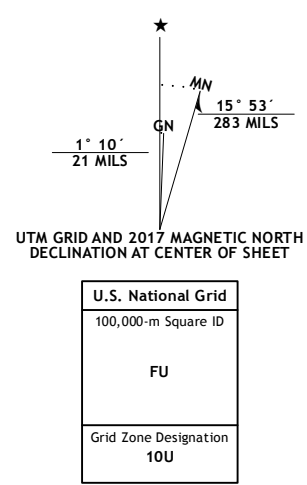 ★
MN
GN
15° 53´
283 MILS
1° 10´
21 MILS
UTM GRID AND 2017 MAGNETIC NORTH
DECLINATION AT CENTER OF SHEET
U.S. National Grid
100,000-m Square ID
FU
Grid Zone Designation
10U